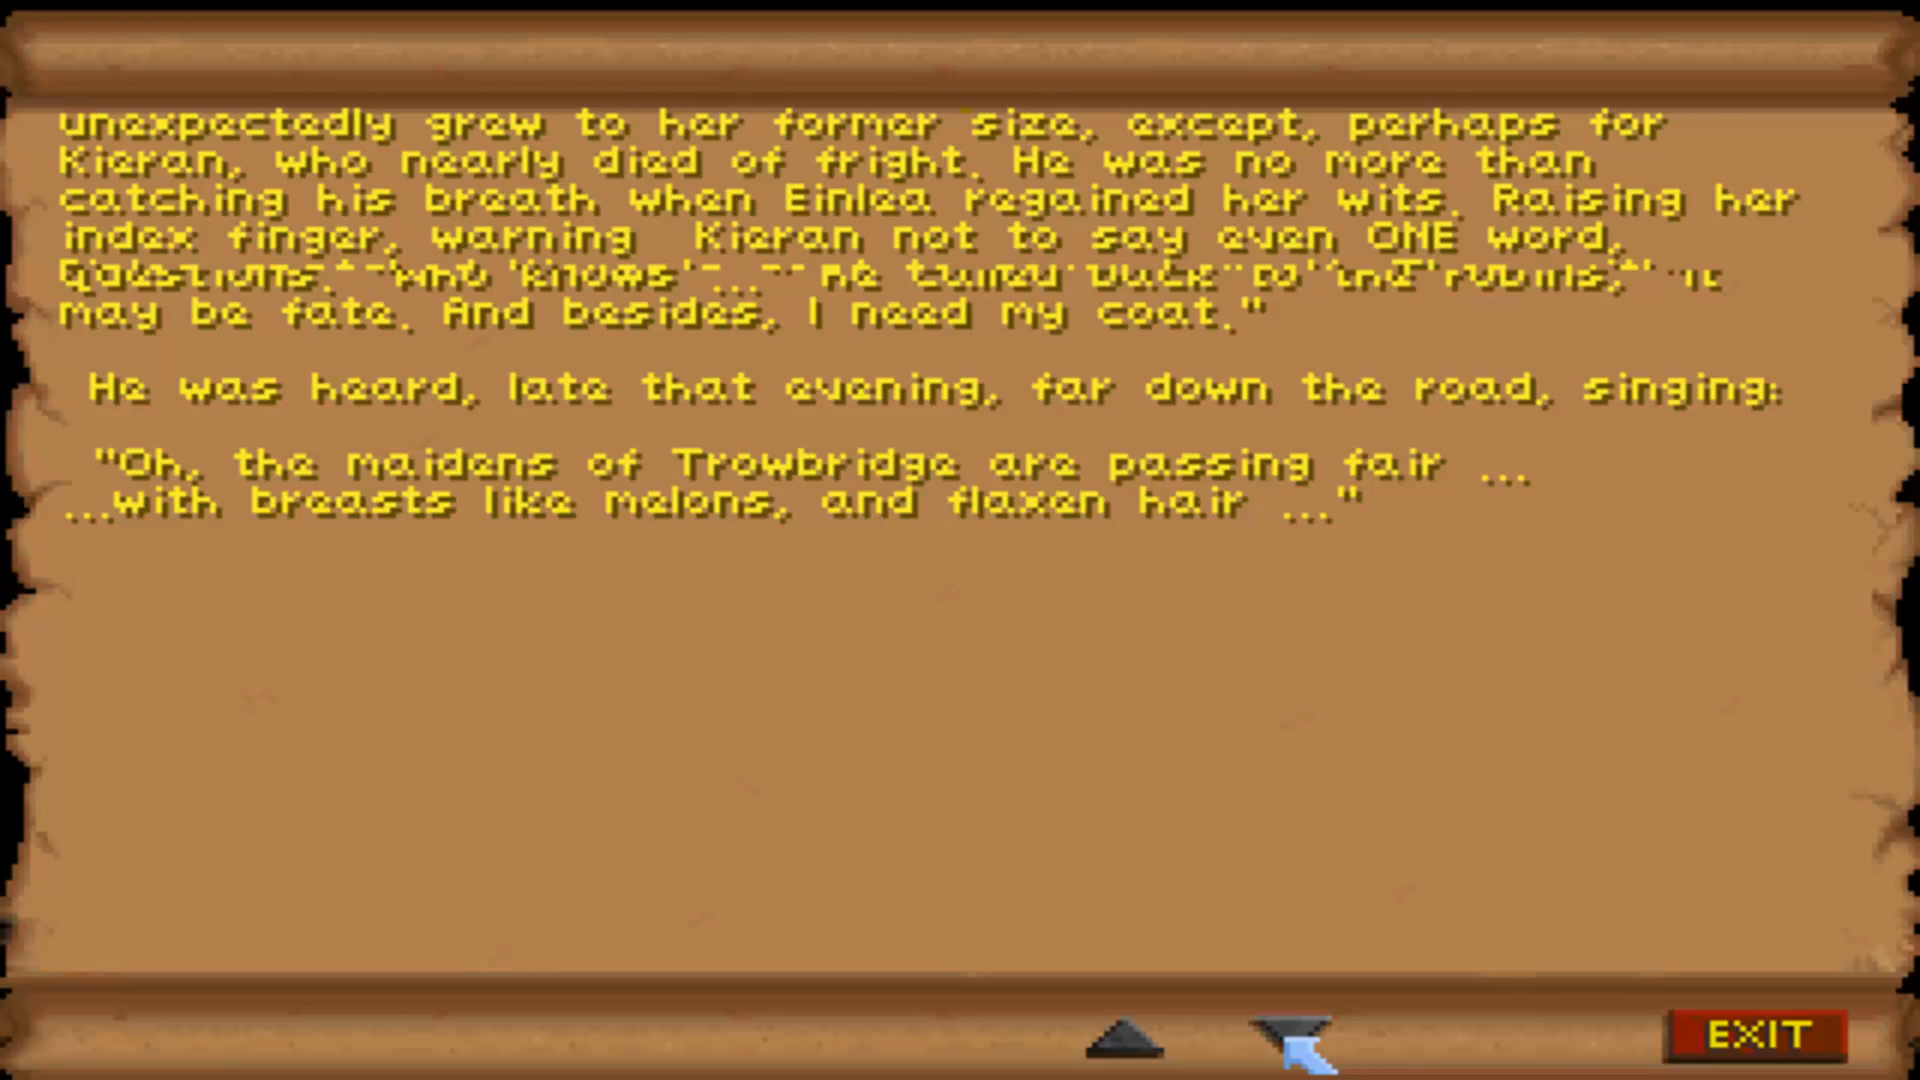 unexpectedly grew to her former size, except, perhaps for
Kieran, who nearly died of fright. He was no more than
catching his breath when Einlea regained her wits. Raising her
index finger, warning  Kieran not to say even ONE word,
may be fate. And besides, I need my coat."
He was heard, late that evening, far down the road, singing:
"Oh, the maidens of Trowbridge are passing fair ...
...with breasts like melons, and flaxen hair ..."
EXIT